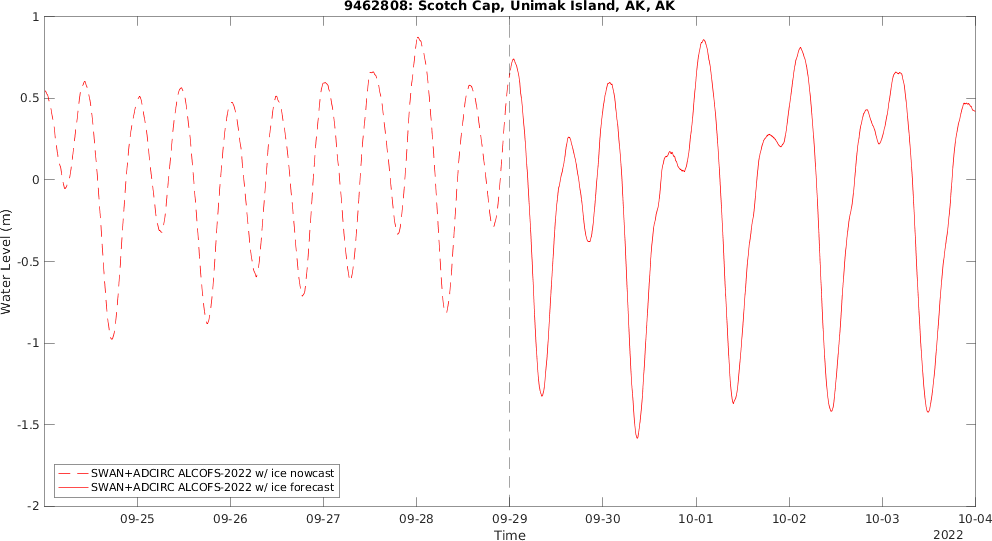 9462808: Scotch Cap, Unimak Island, AK, AK
1
0.5
0
-0.5
-1
-1.5
-2
Water Level (m)
SWAN+ADCIRC ALCOFS-2022 w/ ice nowcast
SWAN+ADCIRC ALCOFS-2022 w/ ice forecast
09-25 09-26 09-27 09-28 09-29 09-30 10-01 10-02 10-03 10-04
Time
2022